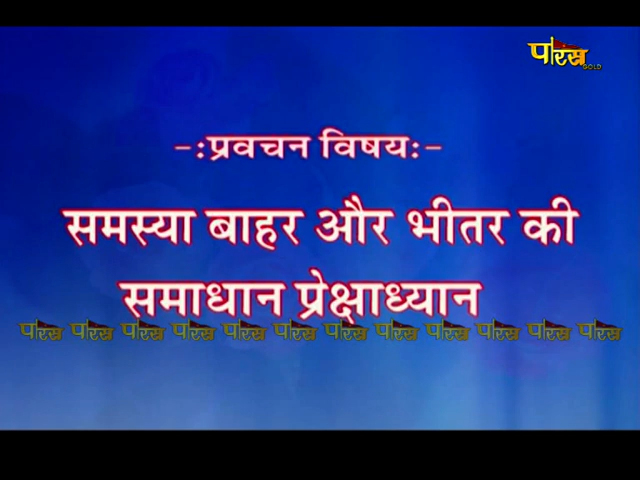 पारस
GOLD
-:प्रवचन विषय:-
समस्या बाहर और भीतर की
समाधान प्रेक्षाध्यान
पारस पारस पारस पारस पारस पारस पारस पारस पारस पारस पारस पारस